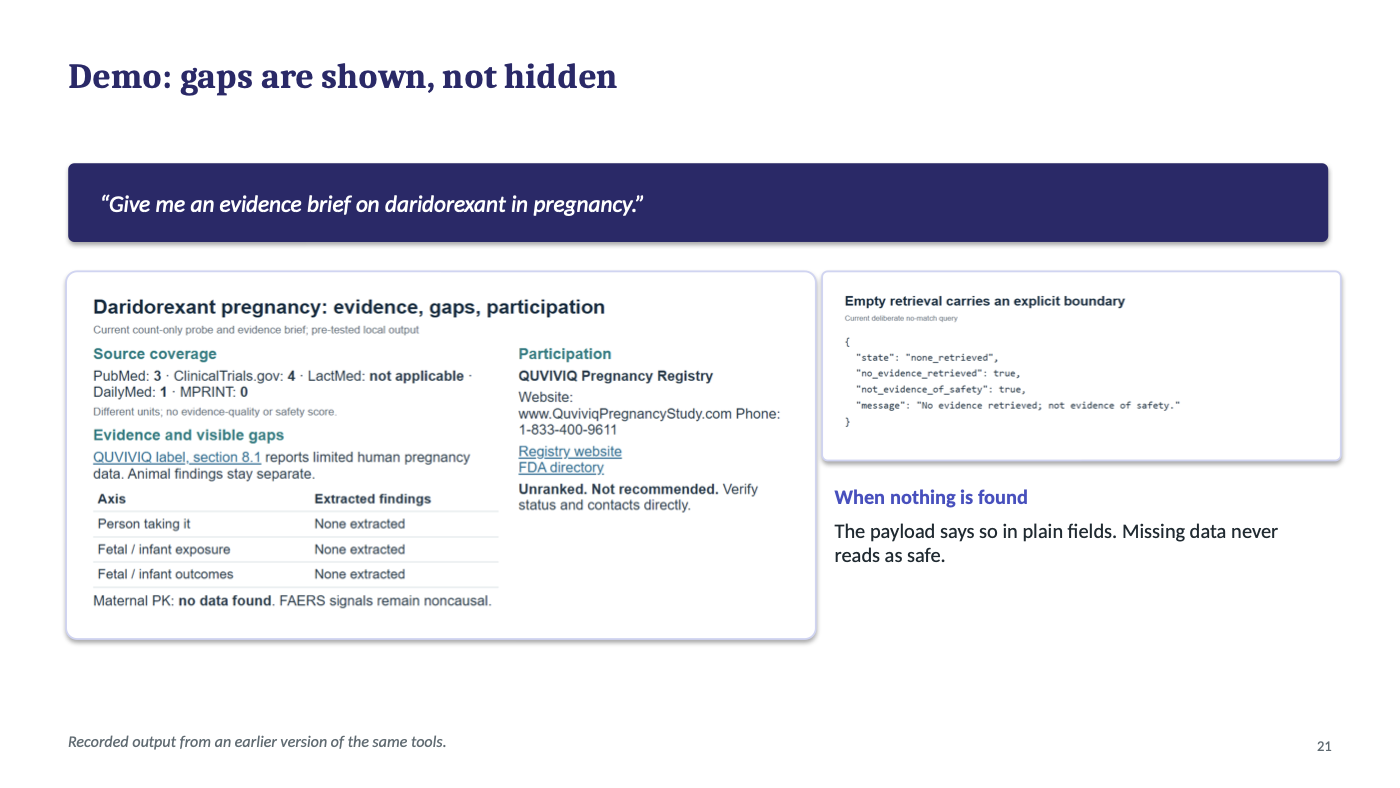 Demo: gaps are shown, not hidden
“Give me an evidence brief on daridorexant in pregnancy.”
Daridorexant pregnancy: evidence, gaps, participation
Current count-only probe and evidence brief; pre-tested local output
Source coverage
PubMed: 3 · ClinicalTrials.gov: 4 · LactMed: not applicable ·
DailyMed: 1 · MPRINT: 0
Different units; no evidence-quality or safety score.
Evidence and visible gaps
QUVIVIQ label, section 8.1 reports limited human pregnancy
data. Animal findings stay separate.
Axis Extracted findings
Person taking it None extracted
Fetal / infant exposure None extracted
Fetal / infant outcomes None extracted
Maternal PK: no data found. FAERS signals remain noncausal.
Participation
QUVIVIQ Pregnancy Registry
Website:
www.QuviviqPregnancyStudy.com Phone:
1-833-400-9611
Registry website
FDA directory
Unranked. Not recommended. Verify
status and contacts directly.
Empty retrieval carries an explicit boundary
Current deliberate no-match query
{
"state": "none_retrieved",
"no_evidence_retrieved": true,
"not_evidence_of_safety": true,
"message": "No evidence retrieved; not evidence of safety."
}
When nothing is found
The payload says so in plain fields. Missing data never
reads as safe.
Recorded output from an earlier version of the same tools.
21